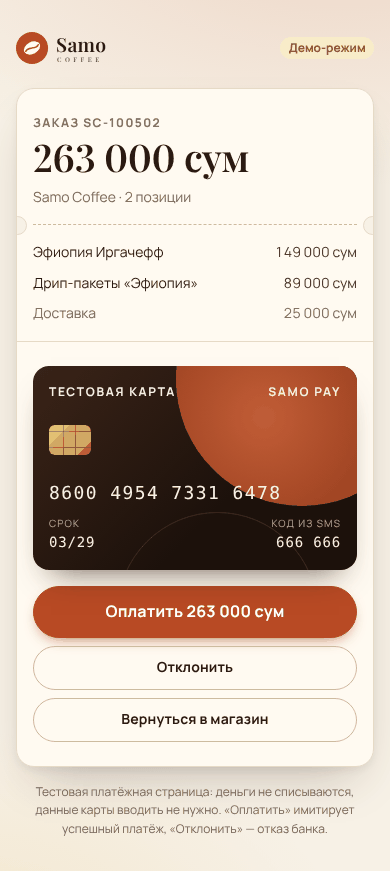 Samo
COFFEE
Демо-режим
ЗАКАЗ SC-100502
263 000 сум
Samo Coffee · 2 позиции
Эфиопия Иргачефф 149 000 сум
Дрип-пакеты «Эфиопия» 89 000 сум
Доставка 25 000 сум
ТЕСТОВАЯ КАРТА SAMO PAY
8600 4954 7331 6478
СРОК КОД ИЗ SMS
03/29 666 666
Оплатить 263 000 сум
Отклонить
Вернуться в магазин
Тестовая платёжная страница: деньги не списываются,
данные карты вводить не нужно. «Оплатить» имитирует
успешный платёж, «Отклонить» — отказ банка.